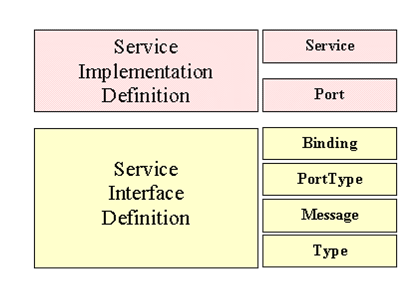 Service
Implementation
Definition
Service
Port
Service
Interface
Definition
Binding
PortType
Message
Type